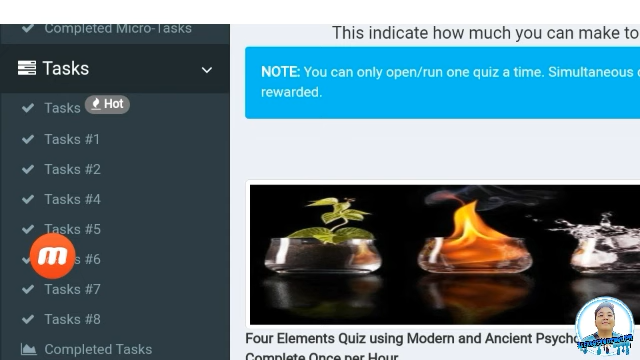 Completed Micro-Tasks
Tasks
Tasks Hot
Tasks #1
Tasks #2
Tasks #4
Tasks #5
#6
Tasks #7
Tasks #8
Completed Tasks
This indicate how much you can make to
NOTE: You can only open/run one quiz a time. Simultaneous
rewarded.
Four Elements Quiz using Modern and Ancient
Complete Once per Hour